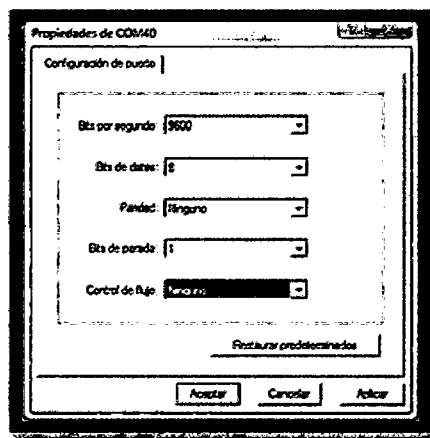 Propiedades de COM40
Configuración de puerto
Bits por segundo: 9600
Bits de datos: 8
Paridad: Ninguno
Bits de parada: 1
Control de flujo: Ninguno
Restaurar predeterminados
Aceptar Cancelar Aplicar